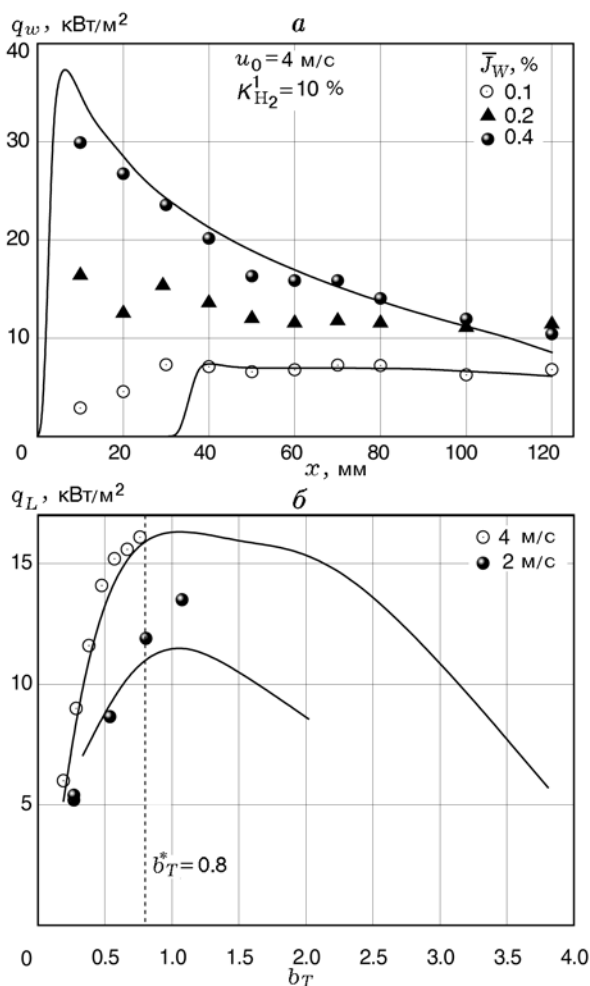 q_w, кВт/м²
а
40
30
20
10
0
u₀=4 м/с
K¹_H₂=10 %
J̅_W, %
0.1
0.2
0.4
20
40
60
80
100
120
x, мм
q_L, кВт/м²
б
15
10
5
0
4 м/с
2 м/с
b*_T=0.8
0.5
1.0
1.5
2.0
2.5
3.0
3.5
4.0
b_T